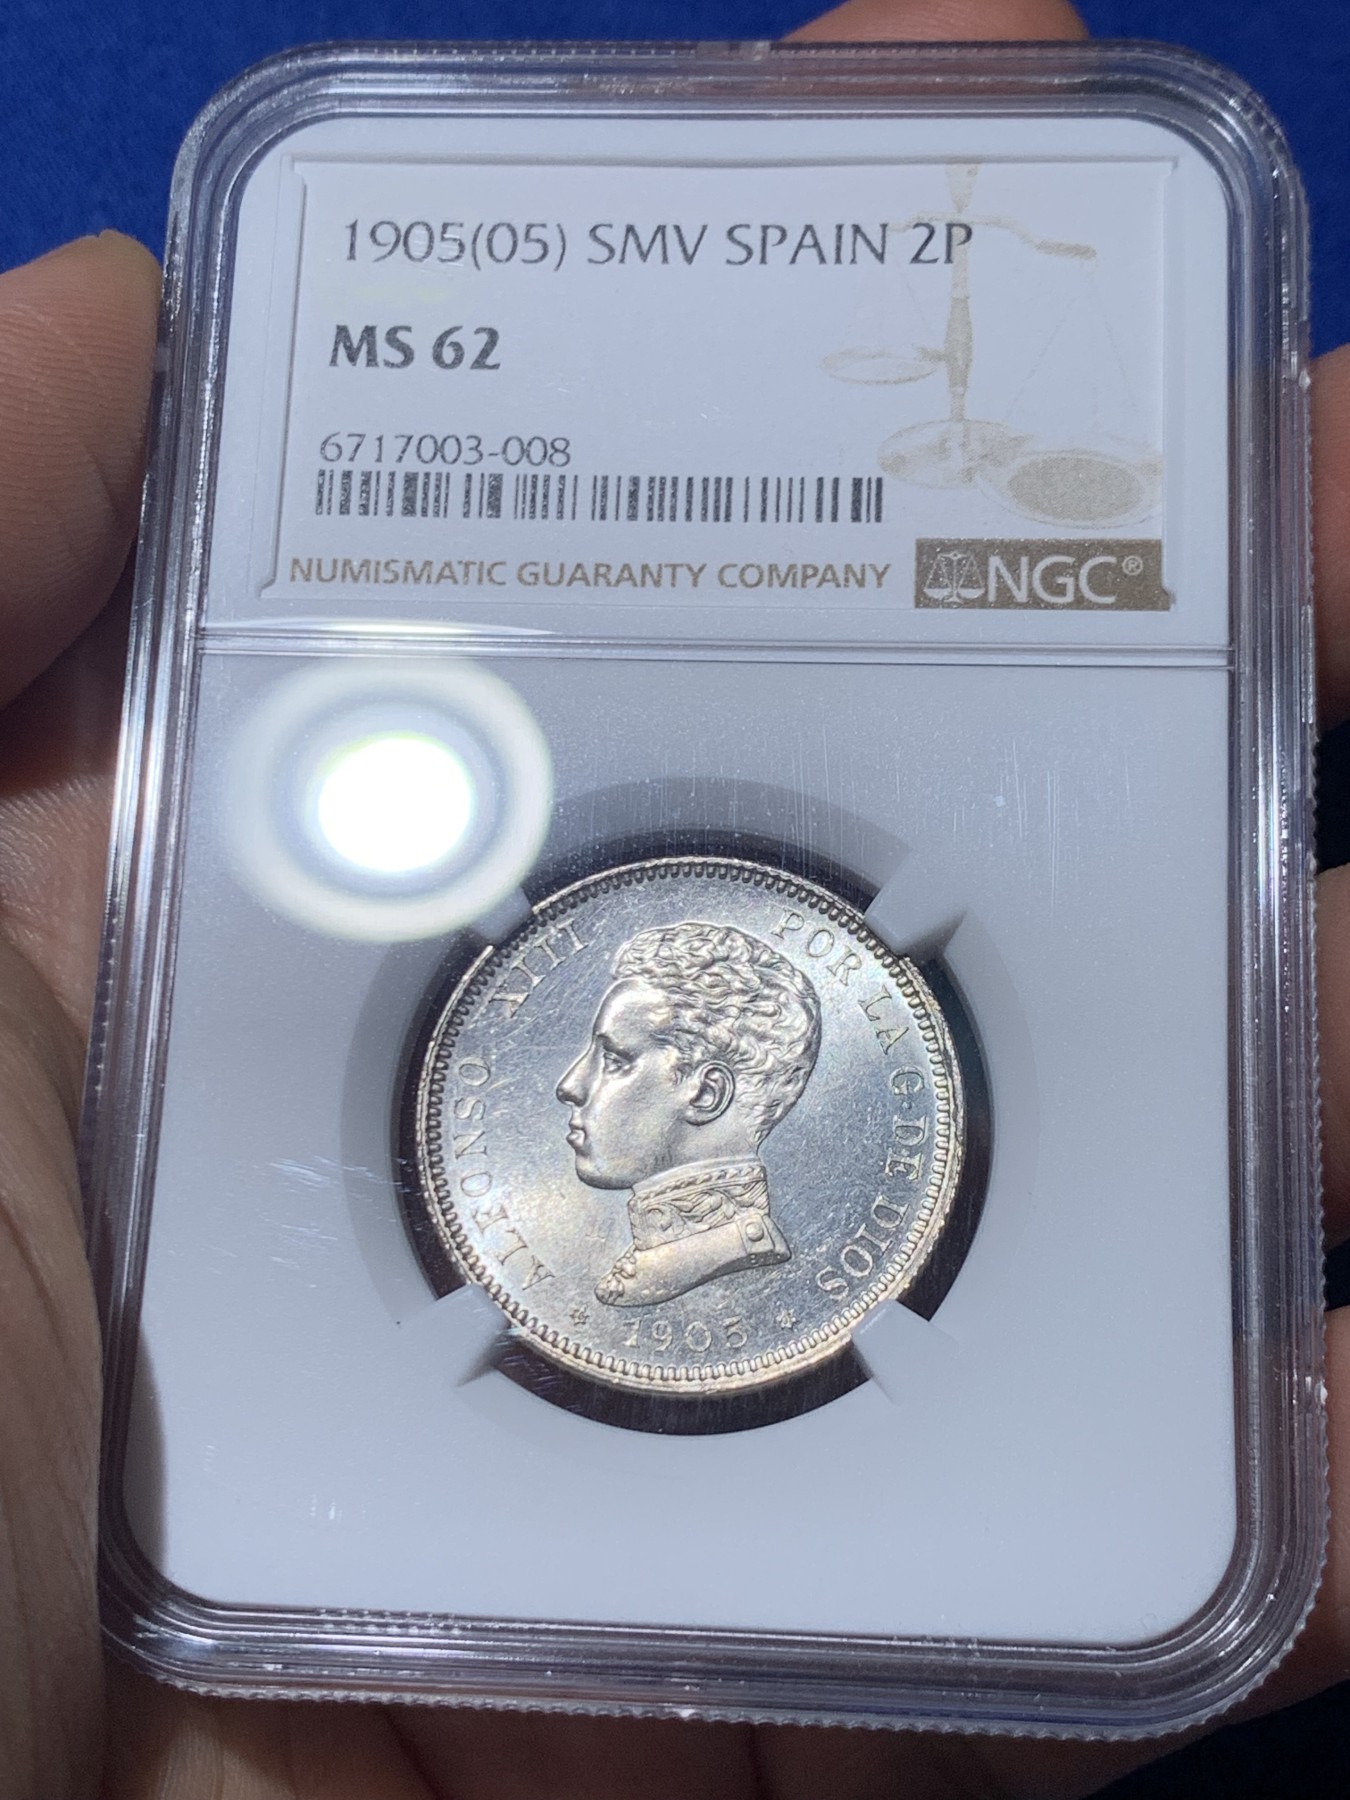 1905(05) SMV SPAIN 2P
MS 62
6717003-008
NUMISMATIC GUARANTY COMPANY NGC®
ALFONSO XIII POR LA G. DE DIOS
* 1905 *